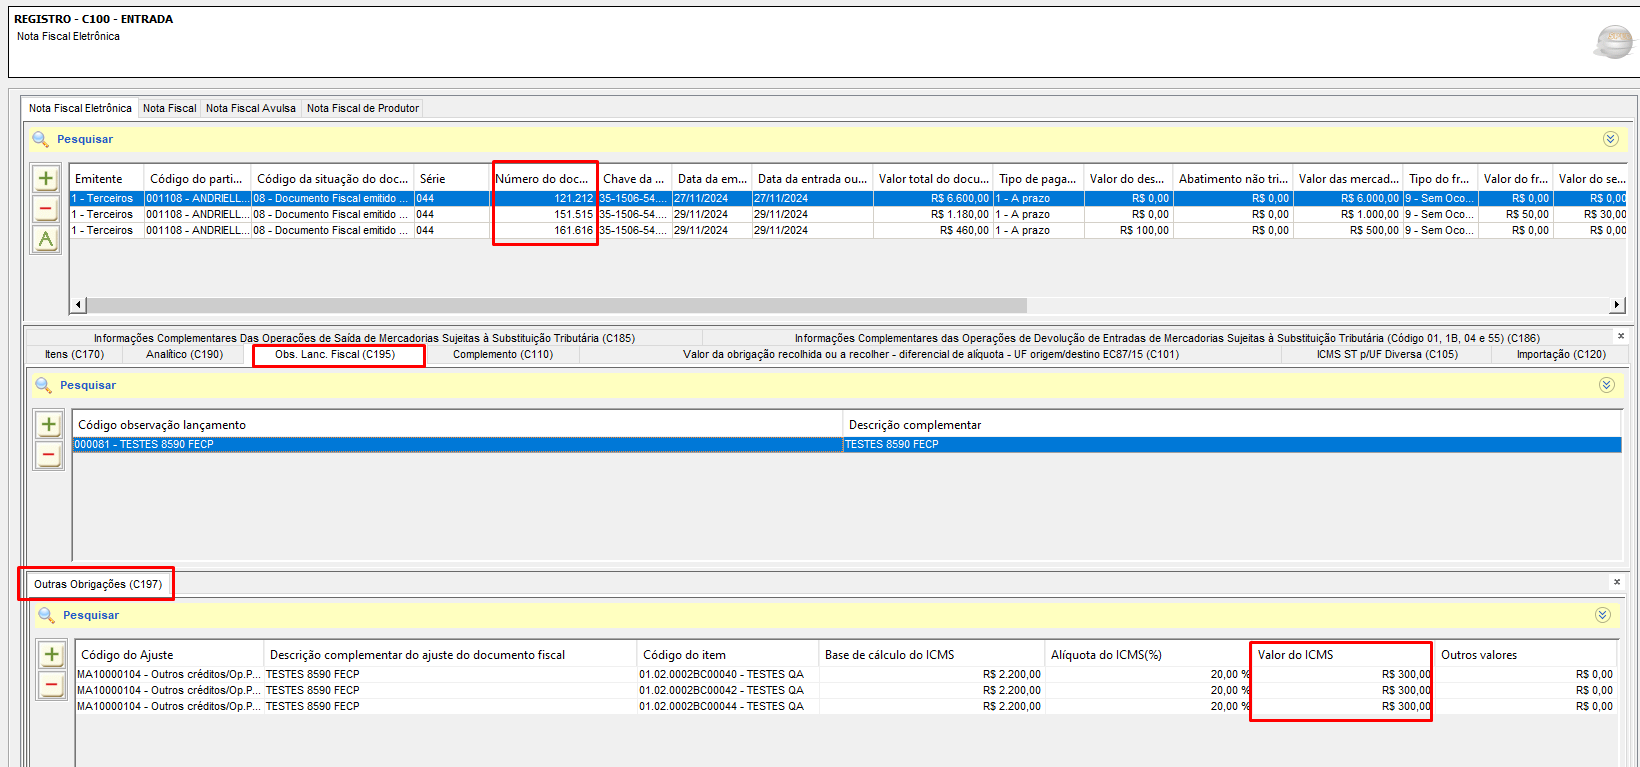 REGISTRO - C100 - ENTRADA
Nota Fiscal Eletrônica
Nota Fiscal Eletrônica Nota Fiscal Nota Fiscal Avulsa Nota Fiscal de Produtor
Pesquisar
Emitente Código do parti... Código da situação do doc... Série Número do doc... Chave da ... Data da em... Data da entrada ou... Valor total do docu... Tipo de paga... Valor do des... Abatimento não tri... Valor das mercad... Tipo do fr... Valor do fr... Valor do se...
1 - Terceiros 001108 - ANDRIELL... 08 - Documento Fiscal emitido ... 044 121.212 35-1506-54.... 27/11/2024 27/11/2024 R$ 6.600,00 1 - A prazo R$ 0,00 R$ 0,00 R$ 6.000,00 9 - Sem Oco... R$ 0,00 R$ 0,00
1 - Terceiros 001108 - ANDRIELL... 08 - Documento Fiscal emitido ... 044 151.515 35-1506-54.... 29/11/2024 29/11/2024 R$ 1.180,00 1 - A prazo R$ 0,00 R$ 0,00 R$ 1.000,00 9 - Sem Oco... R$ 50,00 R$ 30,00
1 - Terceiros 001108 - ANDRIELL... 08 - Documento Fiscal emitido ... 044 161.616 35-1506-54.... 29/11/2024 29/11/2024 R$ 460,00 1 - A prazo R$ 100,00 R$ 0,00 R$ 500,00 9 - Sem Oco... R$ 0,00 R$ 0,00
Informações Complementares Das Operações de Saída de Mercadorias Sujeitas à Substituição Tributária (C185) Informações Complementares das Operações de Devolução de Entradas de Mercadorias Sujeitas à Substituição Tributária (Código 01, 1B, 04 e 55) (C186)
Itens (C170) Analítico (C190) Obs. Lanc. Fiscal (C195) Complemento (C110) Valor da obrigação recolhida ou a recolher - diferencial de alíquota - UF origem/destino EC87/15 (C101) ICMS ST p/UF Diversa (C105) Importação (C120)
Pesquisar
Código observação lançamento Descrição complementar
000081 - TESTES 8590 FECP TESTES 8590 FECP
Outras Obrigações (C197)
Pesquisar
Código do Ajuste Descrição complementar do ajuste do documento fiscal Código do item Base de cálculo do ICMS Alíquota do ICMS(%) Valor do ICMS Outros valores
MA10000104 - Outros créditos/Op.P... TESTES 8590 FECP 01.02.0002BC00040 - TESTES QA R$ 2.200,00 20,00 % R$ 300,00 R$ 0,00
MA10000104 - Outros créditos/Op.P... TESTES 8590 FECP 01.02.0002BC00042 - TESTES QA R$ 2.200,00 20,00 % R$ 300,00 R$ 0,00
MA10000104 - Outros créditos/Op.P... TESTES 8590 FECP 01.02.0002BC00044 - TESTES QA R$ 2.200,00 20,00 % R$ 300,00 R$ 0,00